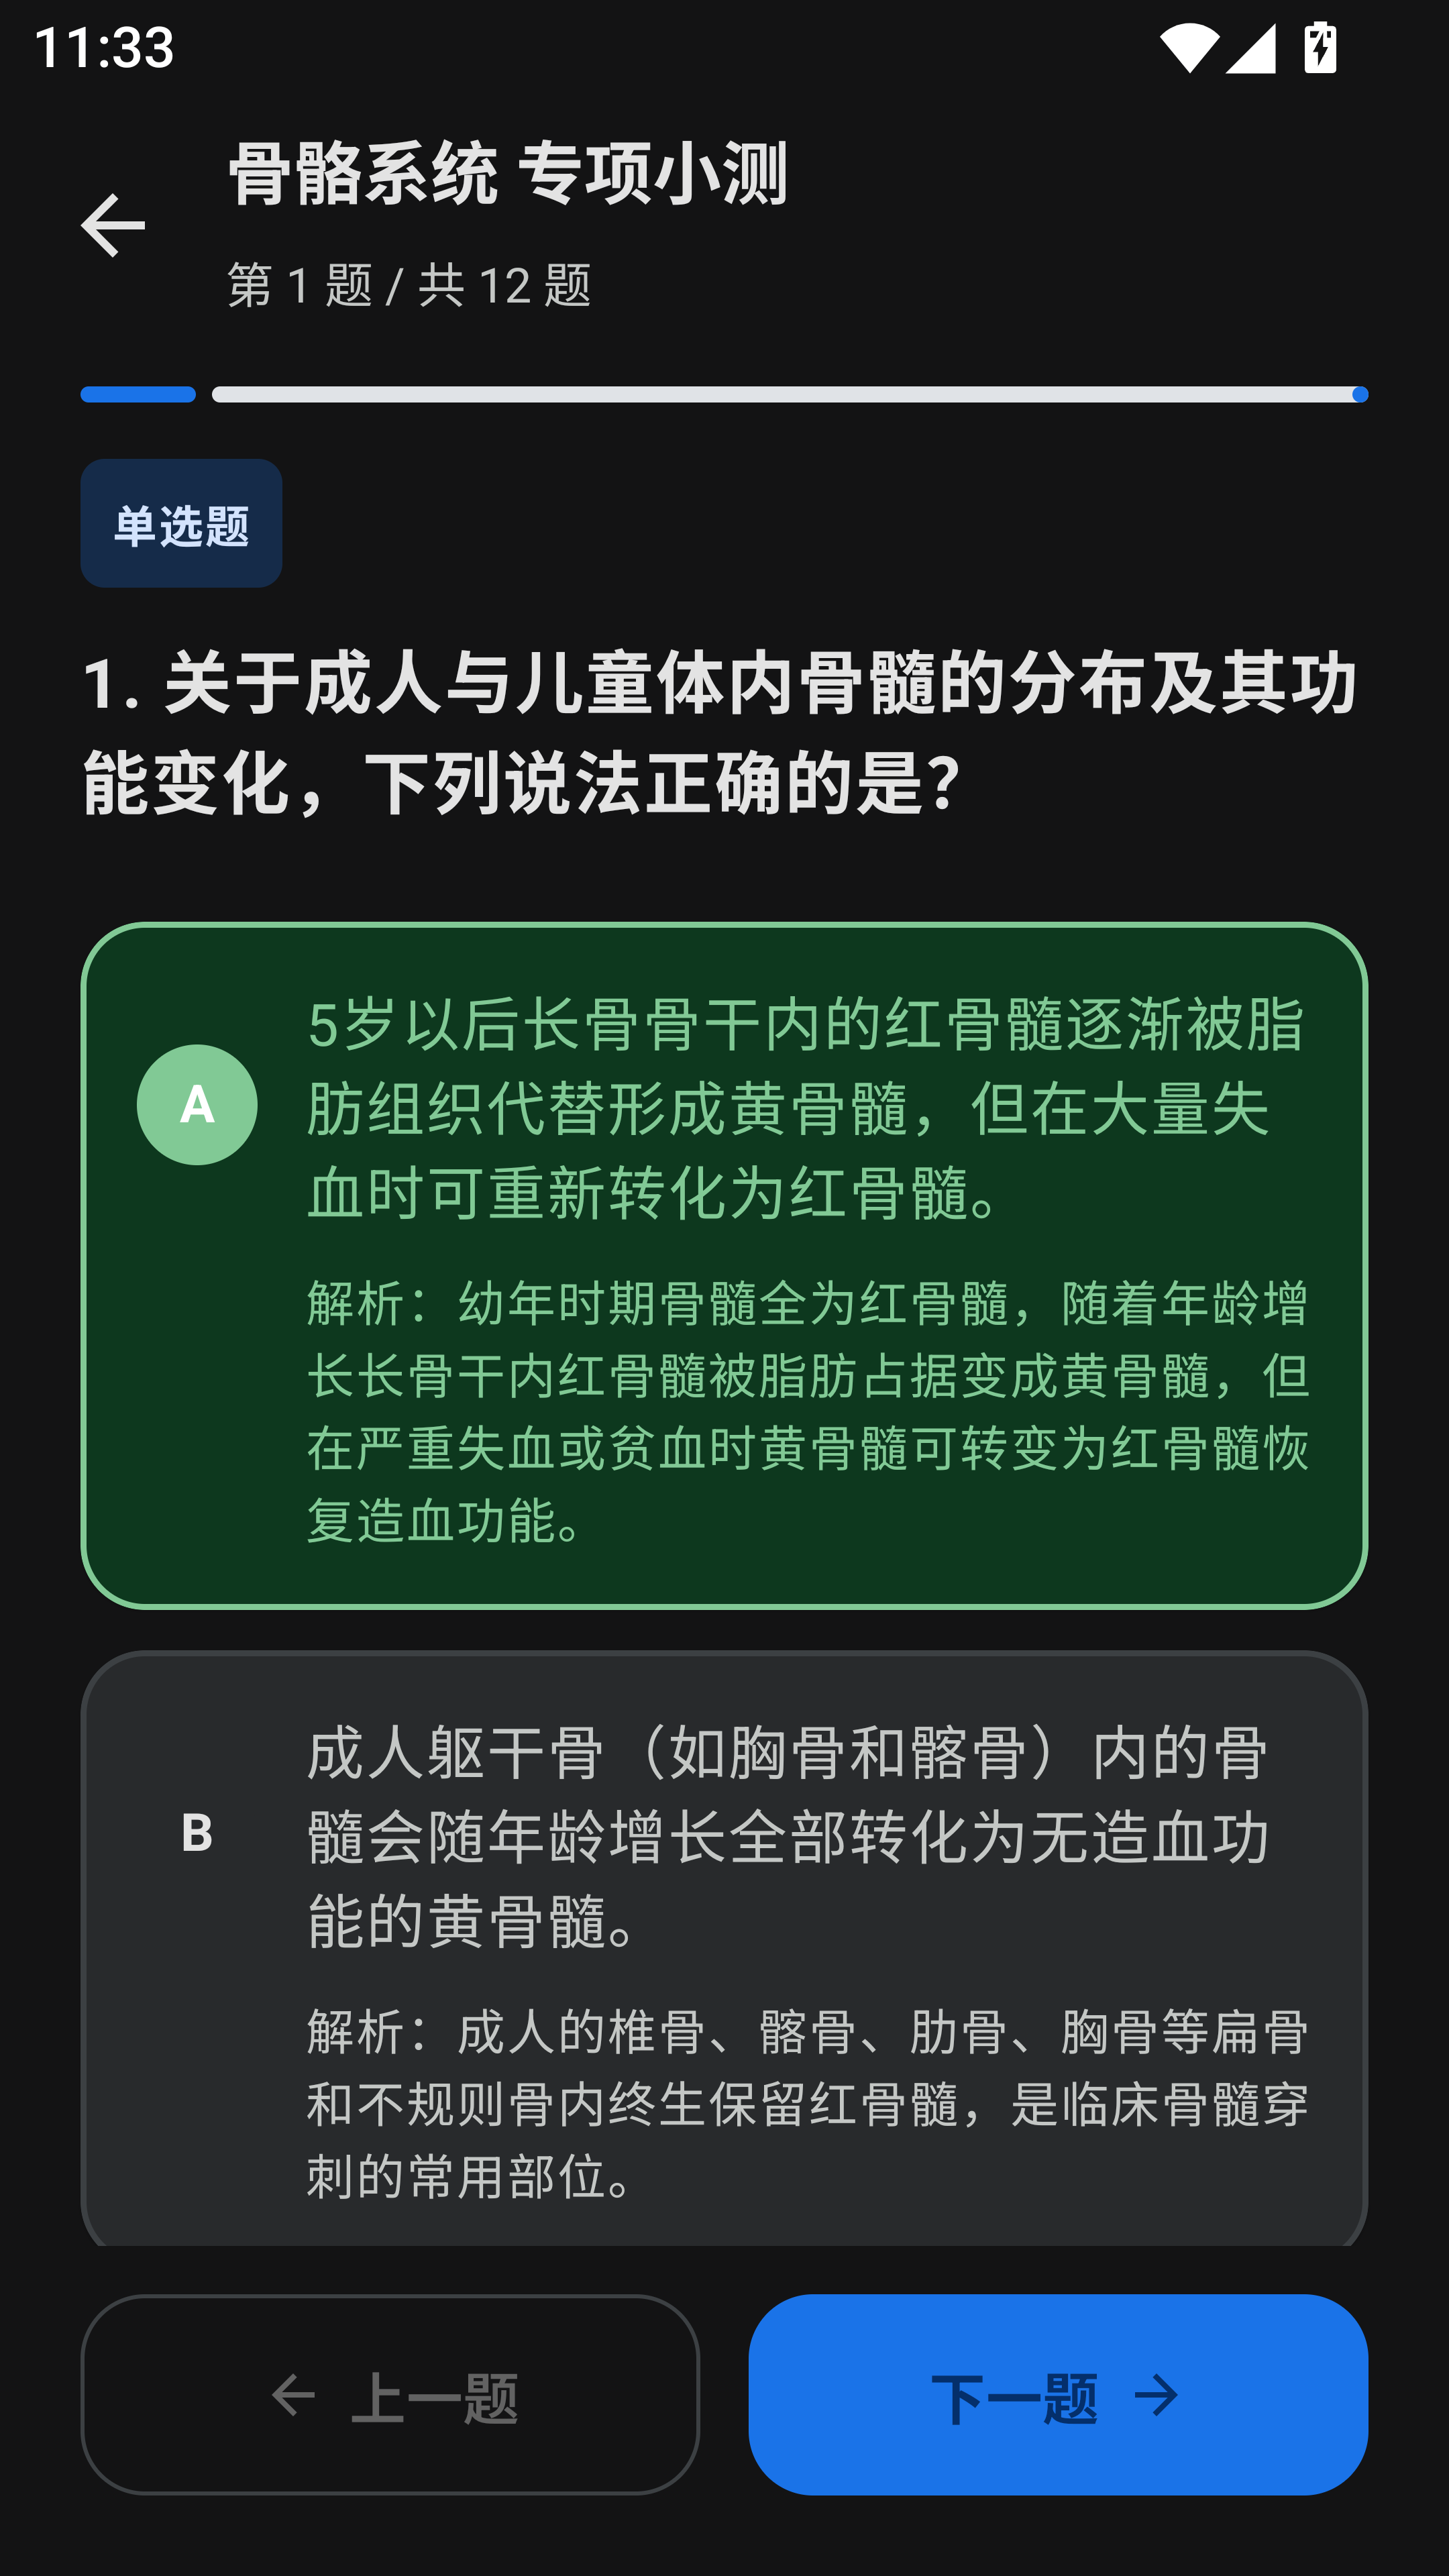 11:33
骨骼系统 专项小测
第 1 题 / 共 12 题
单选题
1. 关于成人与儿童体内骨髓的分布及其功
能变化，下列说法正确的是？
A
5岁以后长骨骨干内的红骨髓逐渐被脂
肪组织代替形成黄骨髓，但在大量失
血时可重新转化为红骨髓。
解析：幼年时期骨髓全为红骨髓，随着年龄增
长长骨干内红骨髓被脂肪占据变成黄骨髓，但
在严重失血或贫血时黄骨髓可转变为红骨髓恢
复造血功能。
B
成人躯干骨（如胸骨和髂骨）内的骨
髓会随年龄增长全部转化为无造血功
能的黄骨髓。
解析：成人的椎骨、髂骨、肋骨、胸骨等扁骨
和不规则骨内终生保留红骨髓，是临床骨髓穿
刺的常用部位。
上一题
下一题